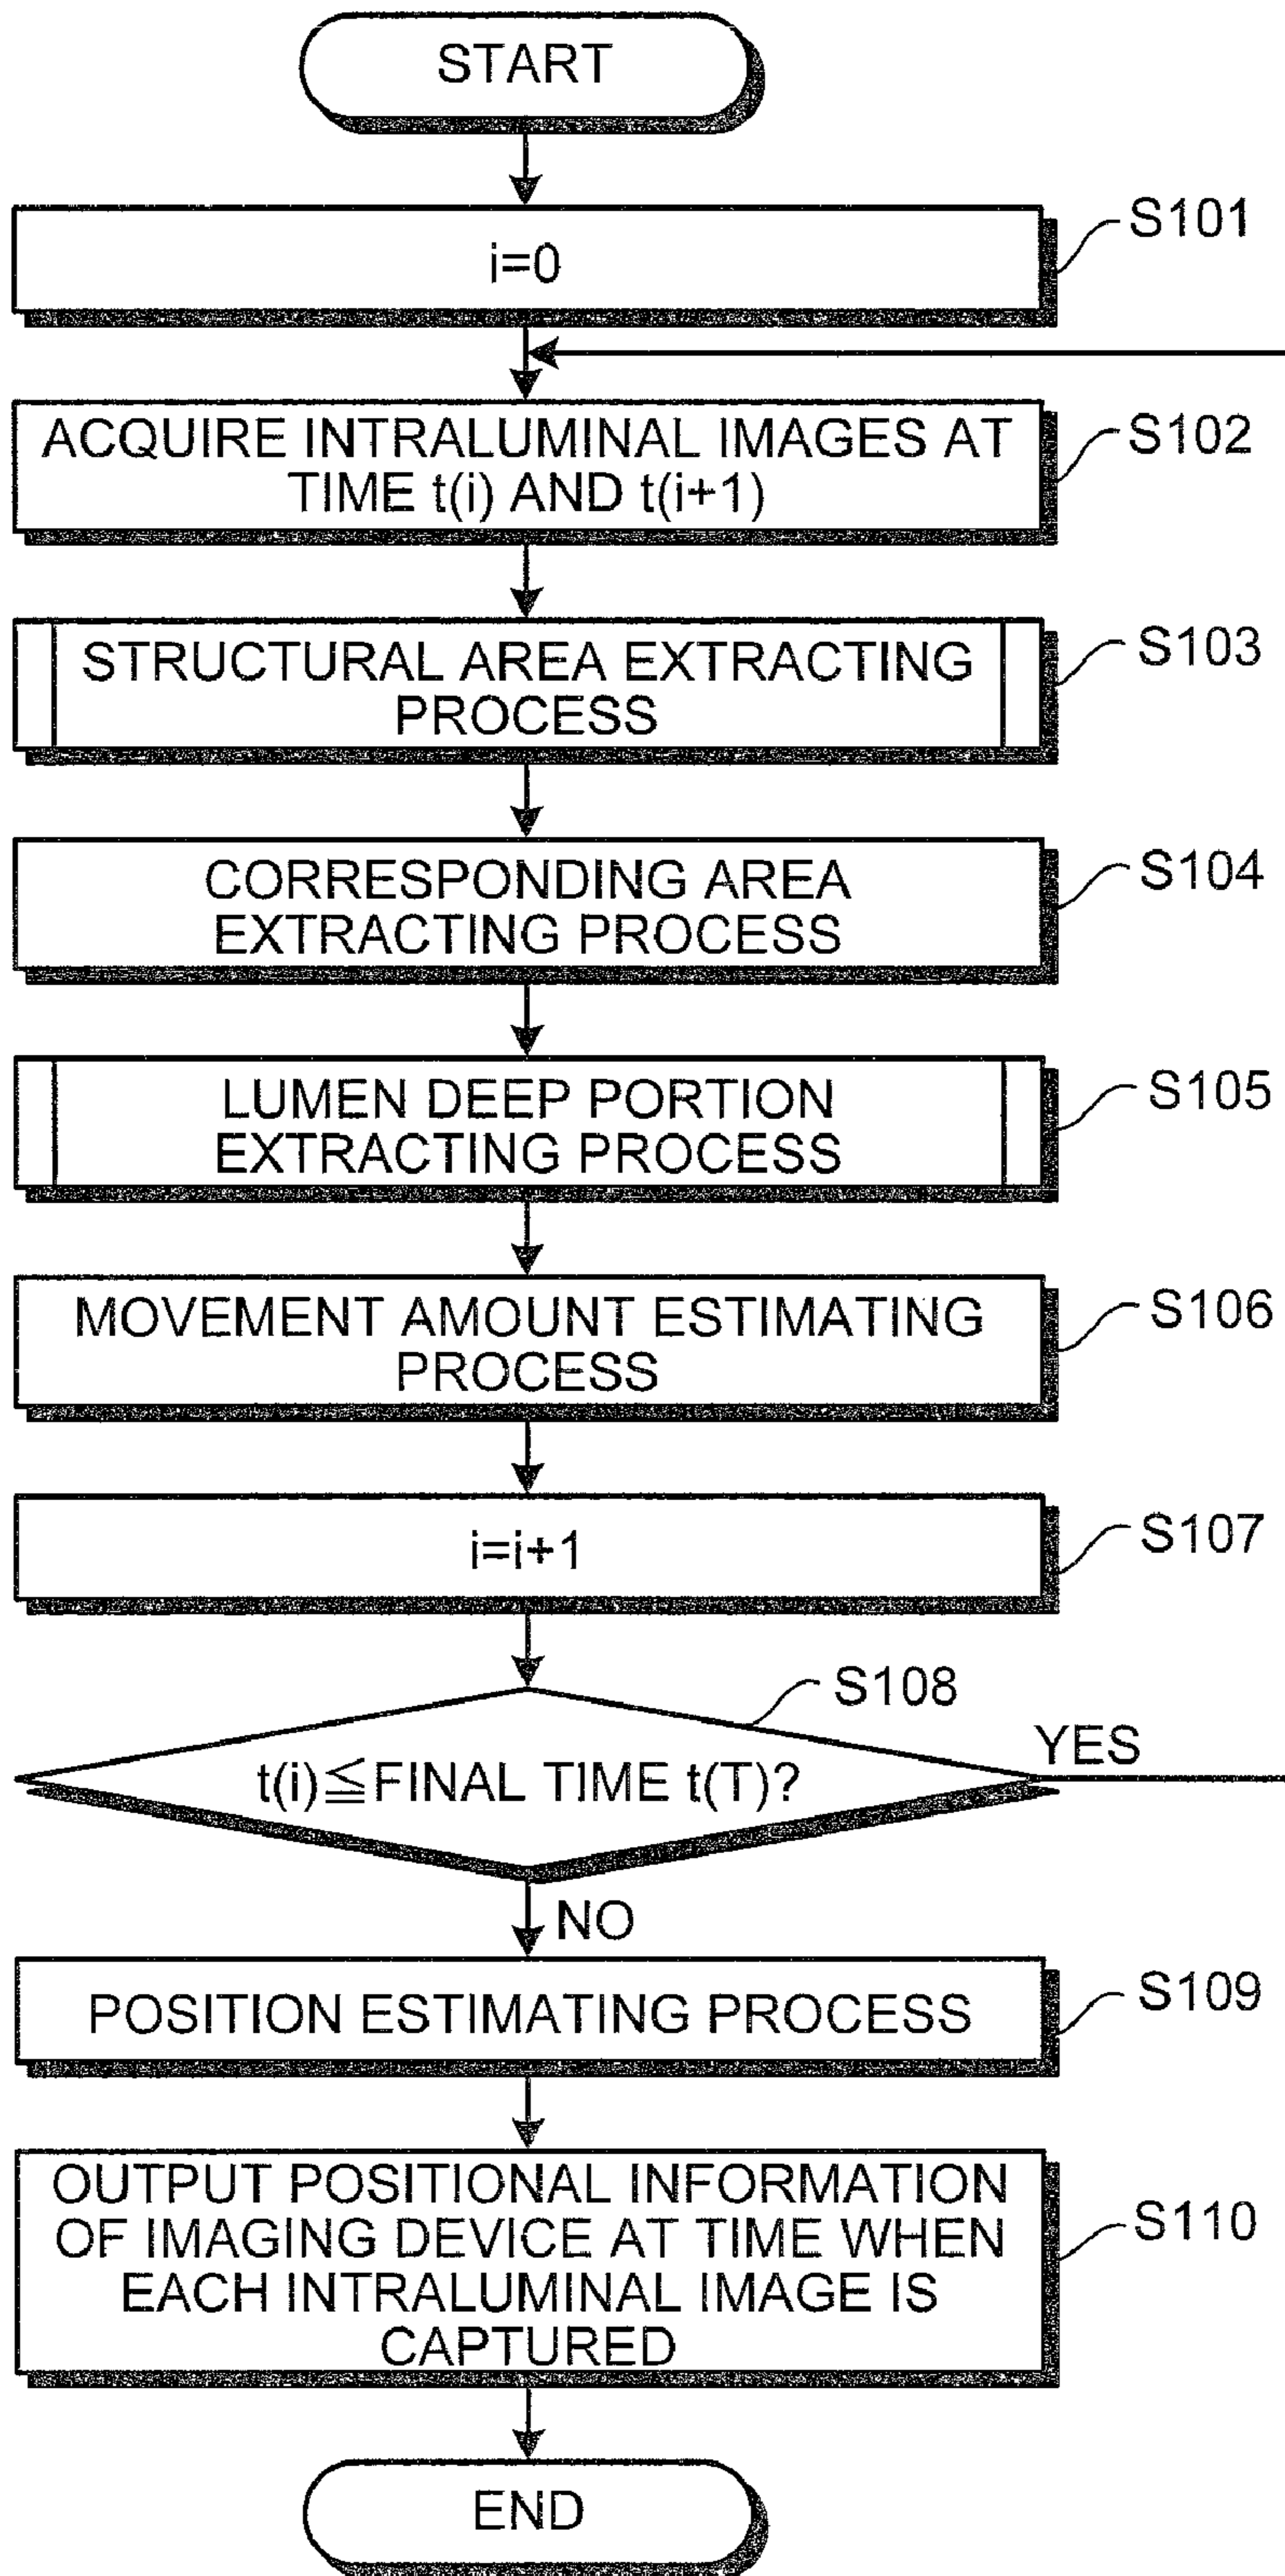 START
i=0
S101
ACQUIRE INTRALUMINAL IMAGES AT
TIME t(i) AND t(i+1)
S102
STRUCTURAL AREA EXTRACTING
PROCESS
S103
CORRESPONDING AREA
EXTRACTING PROCESS
S104
LUMEN DEEP PORTION
EXTRACTING PROCESS
S105
MOVEMENT AMOUNT ESTIMATING
PROCESS
S106
i=i+1
S107
S108
t(i)≦FINAL TIME t(T)?
YES
NO
POSITION ESTIMATING PROCESS
S109
OUTPUT POSITIONAL INFORMATION
OF IMAGING DEVICE AT TIME WHEN
EACH INTRALUMINAL IMAGE IS
CAPTURED
S110
END